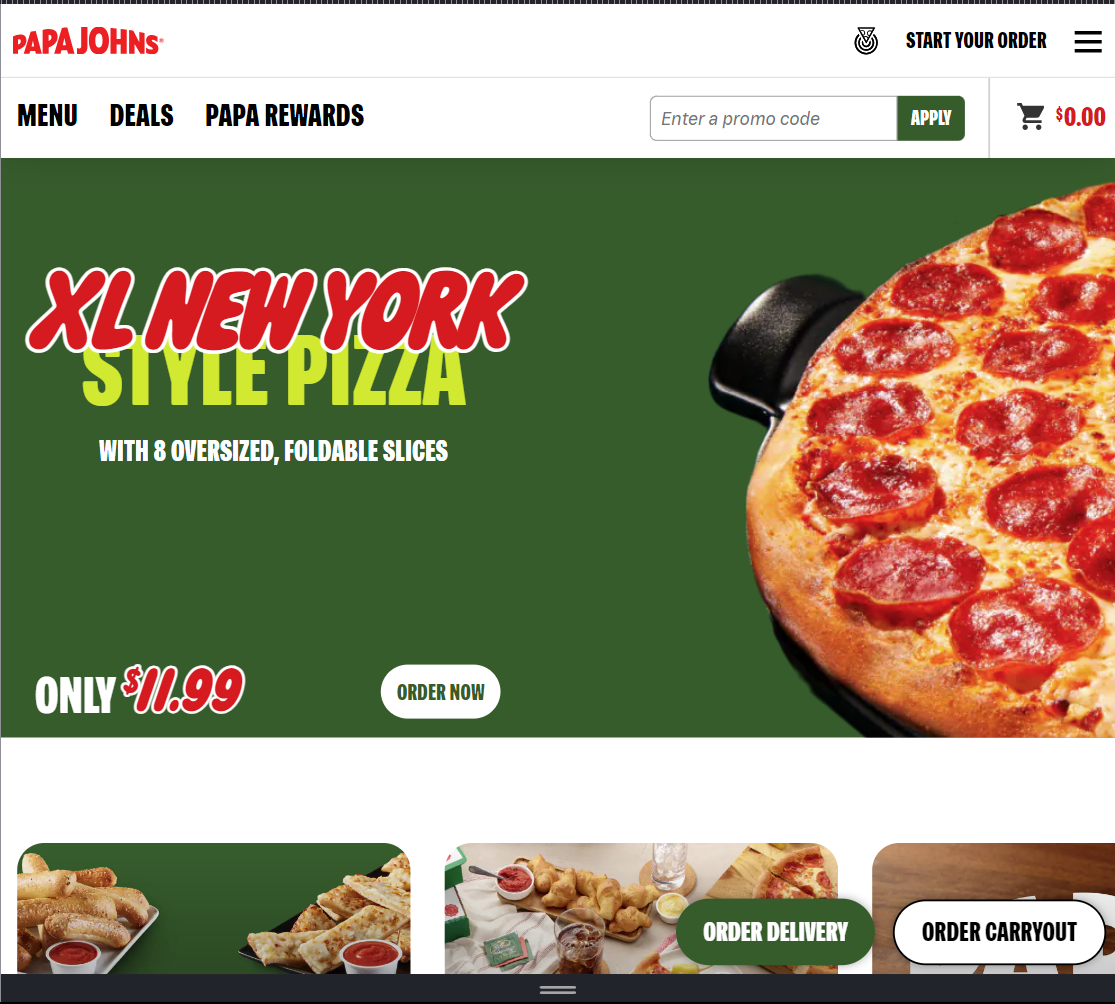 PAPA JOHNS
START YOUR ORDER
MENU DEALS PAPA REWARDS
Enter a promo code APPLY
$0.00
XL NEW YORK
STYLE PIZZA
WITH 8 OVERSIZED, FOLDABLE SLICES
ONLY $11.99
ORDER NOW
ORDER DELIVERY
ORDER CARRYOUT